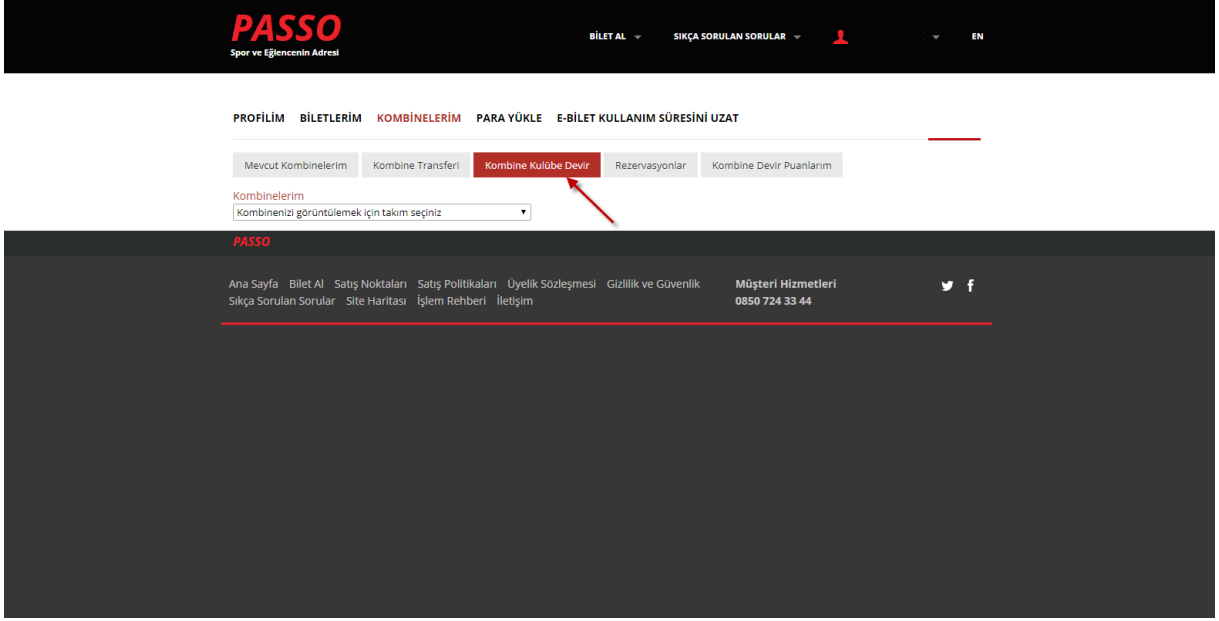 PASSO
Spor ve Eğlencenin Adresi
BİLET AL SIKÇA SORULAN SORULAR EN
PROFİLİM BİLETLERİM KOMBİNELERİM PARA YÜKLE E-BİLET KULLANIM SÜRESİNİ UZAT
Mevcut Kombinelerim Kombine Transferi Kombine Kulübe Devir Rezervasyonlar Kombine Devir Puanlarım
Kombinelerim
Kombinenizi görüntülemek için takım seçiniz
PASSO
Ana Sayfa Bilet Al Satış Noktaları Satış Politikaları Üyelik Sözleşmesi Gizlilik ve Güvenlik
Sıkça Sorulan Sorular Site Haritası İşlem Rehberi İletişim
Müşteri Hizmetleri
0850 724 33 44